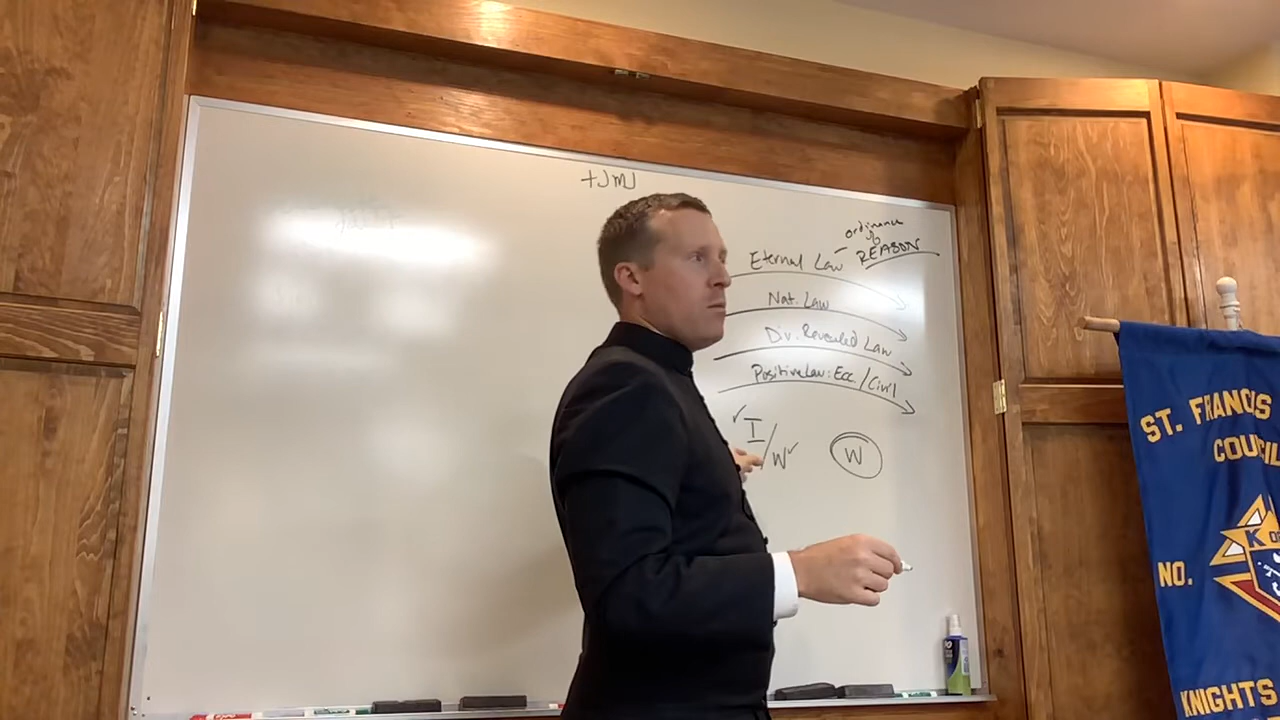 +JMJ
ordinance
of
Eternal Law - REASON
Nat. Law
Div. Revealed Law
Positive Law: Ecc. / Civil
I / W
W
ST. FRANCIS
COUNCIL
NO.
K OF
KNIGHTS